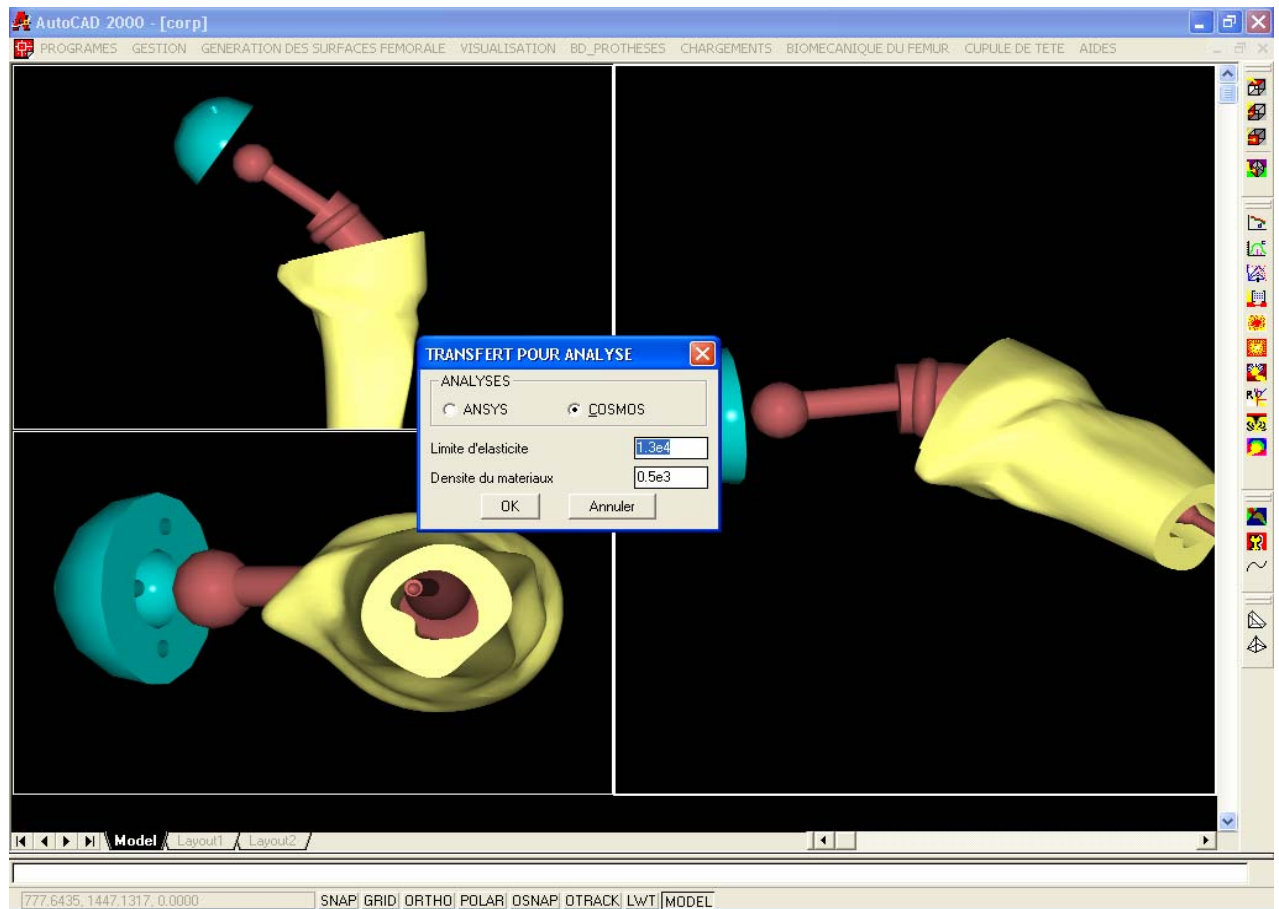 AutoCAD 2000 - [corp]
PROGRAMES GESTION GENERATION DES SURFACES FEMORALE VISUALISATION BD_PROTHESES CHARGEMENTS BIOMECANIQUE DU FEMUR CUPULE DE TETE AIDES
TRANSFERT POUR ANALYSE
ANALYSES
ANSYS COSMOS
Limite d'elasticite 1.3e4
Densite du materiaux 0.5e3
OK Annuler
Model Layout1 Layout2
777.6435, 1447.1317, 0.0000 SNAP GRID ORTHO POLAR OSNAP OTRACK LWT MODEL